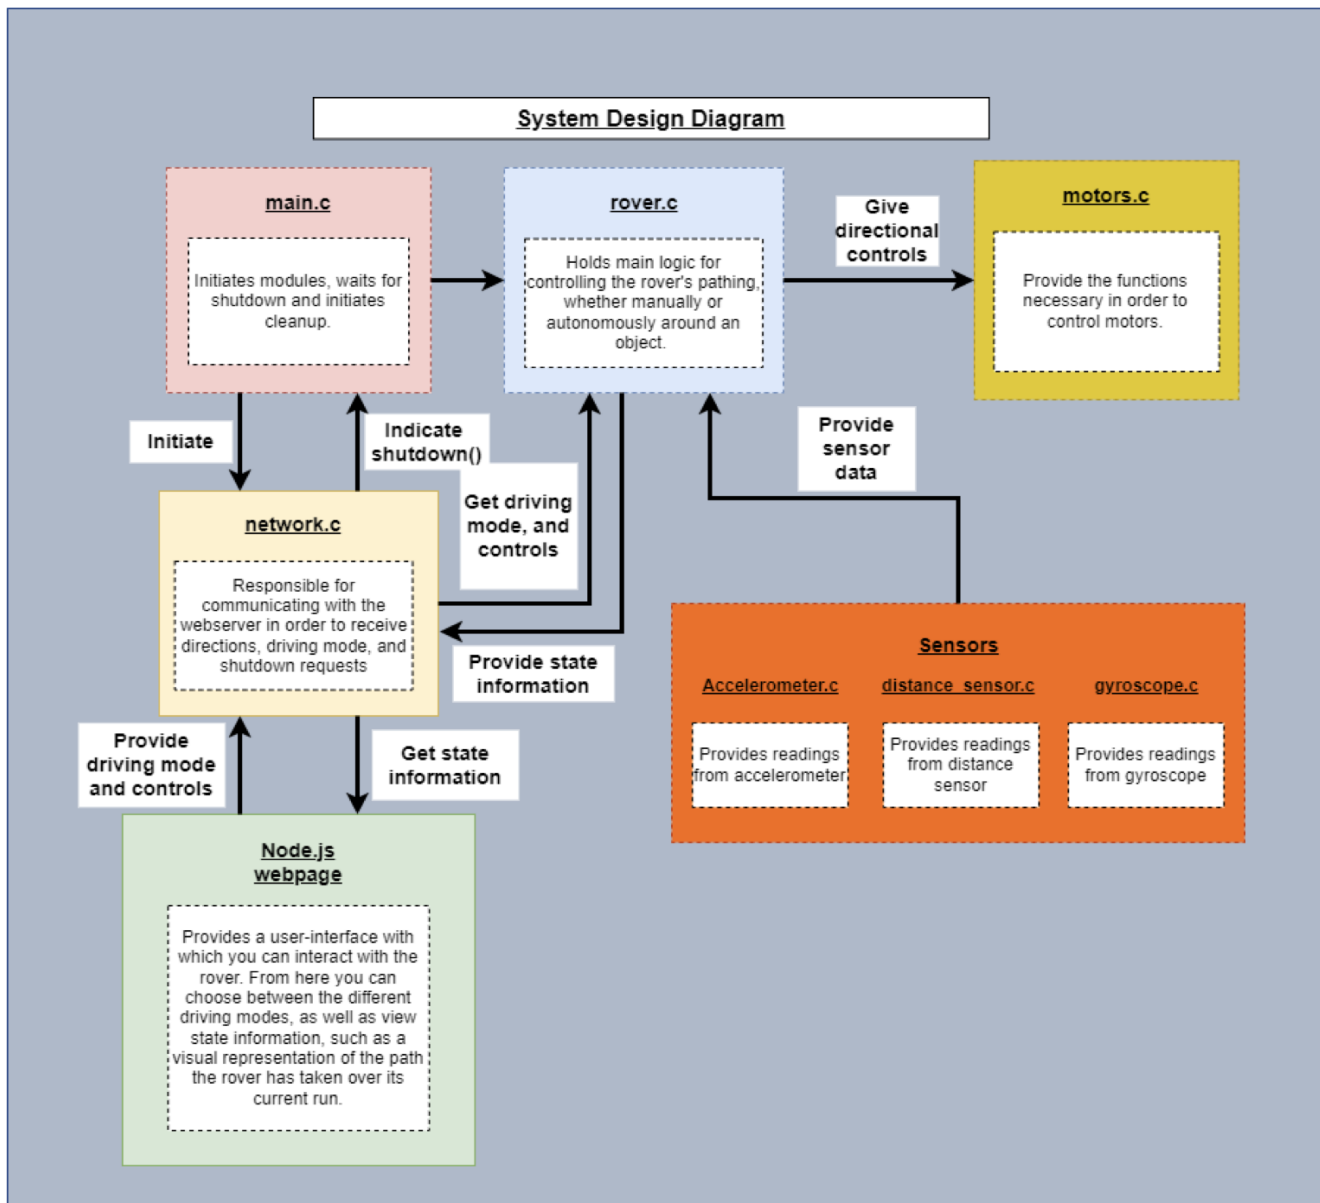 System Design Diagram
main.c
Initiates modules, waits for
shutdown and initiates
cleanup.
rover.c
Holds main logic for
controlling the rover's pathing,
whether manually or
autonomously around an
object.
Give
directional
controls
motors.c
Provide the functions
necessary in order to
control motors.
Initiate
Indicate
shutdown()
Get driving
mode, and
controls
Provide
sensor
data
network.c
Responsible for
communicating with the
webserver in order to receive
directions, driving mode, and
shutdown requests
Provide state
information
Sensors
Accelerometer.c
Provides readings
from accelerometer
distance_sensor.c
Provides readings
from distance
sensor
gyroscope.c
Provides readings
from gyroscope
Provide
driving mode
and controls
Get state
information
Node.js
webpage
Provides a user-interface with
which you can interact with the
rover. From here you can
choose between the different
driving modes, as well as view
state information, such as a
visual representation of the path
the rover has taken over its
current run.